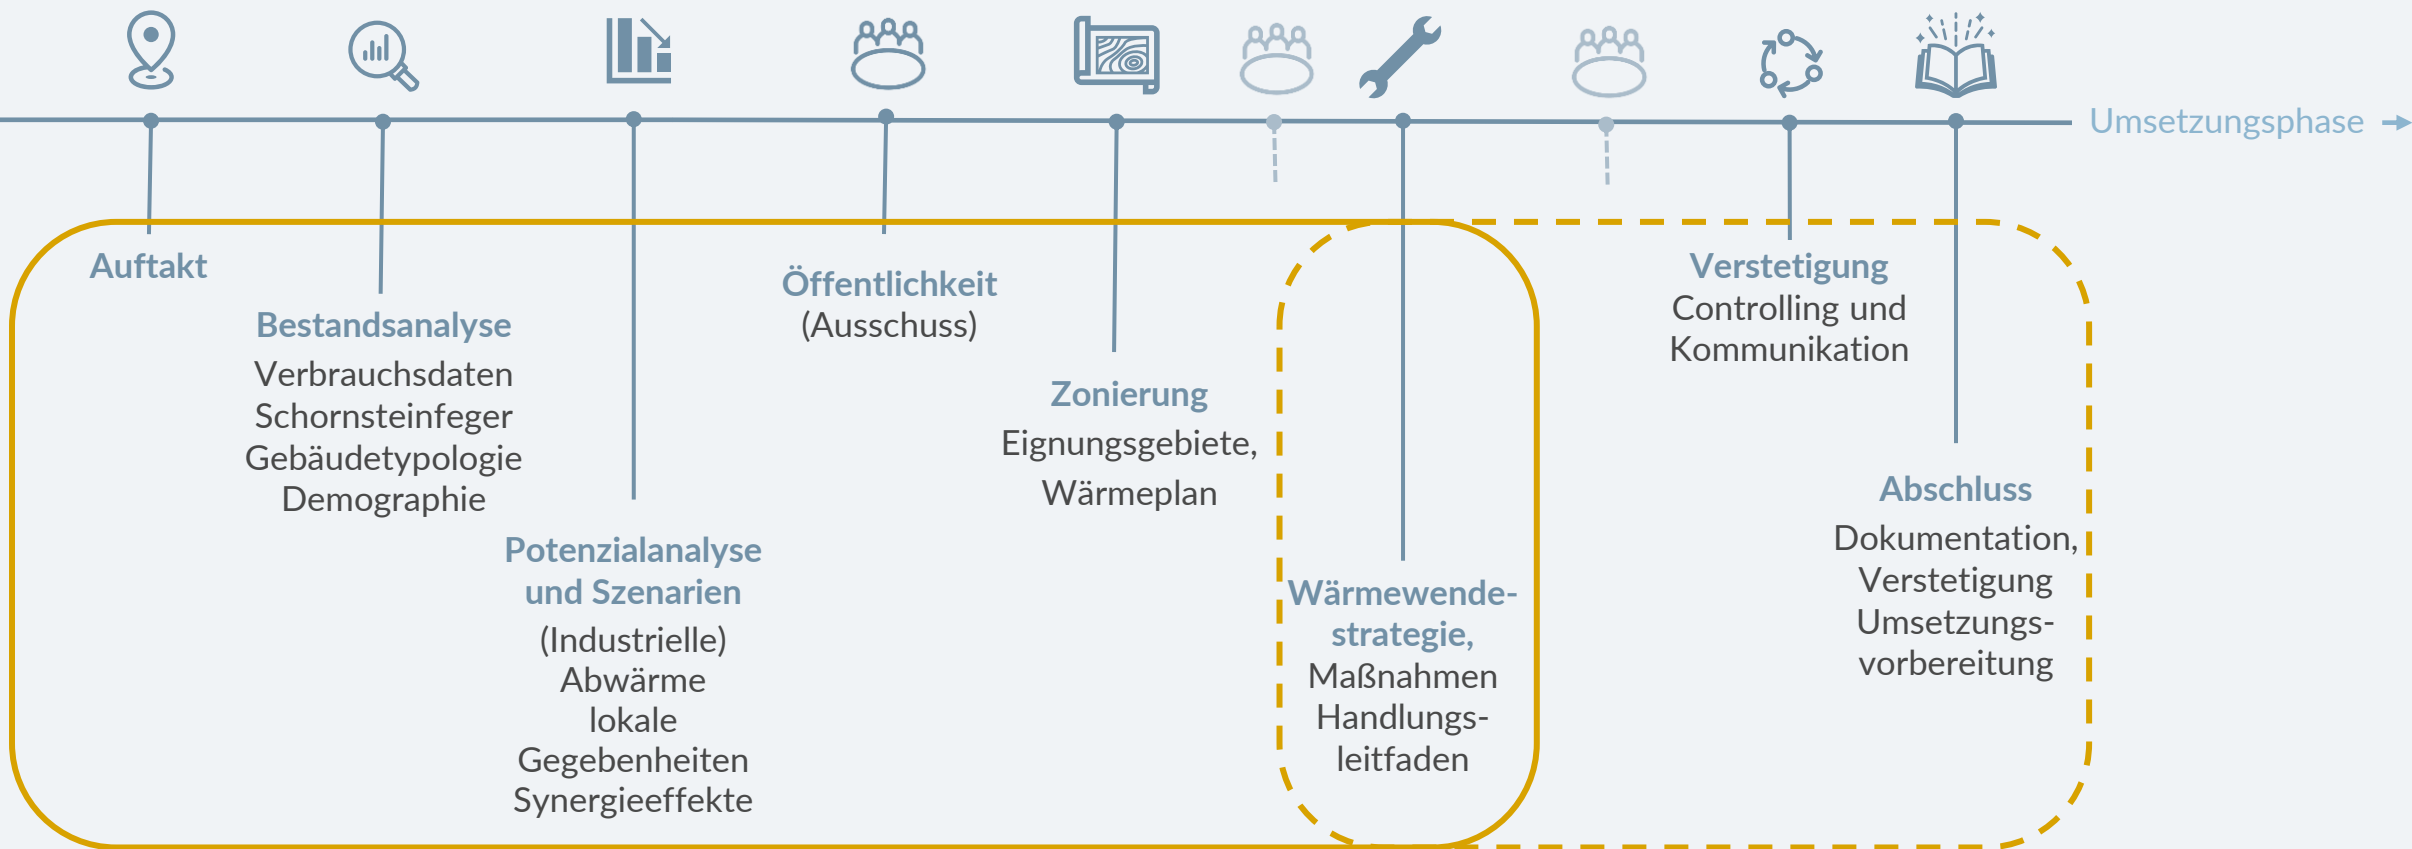 Umsetzungsphase
Auftakt
Bestandsanalyse
Verbrauchsdaten
Schornsteinfeger
Gebäudetypologie
Demographie
Potenzialanalyse
und Szenarien
(Industrielle)
Abwärme
lokale
Gegebenheiten
Synergieeffekte
Öffentlichkeit
(Ausschuss)
Zonierung
Eignungsgebiete,
Wärmeplan
Wärmewende-
strategie,
Maßnahmen
Handlungs-
leitfaden
Verstetigung
Controlling und
Kommunikation
Abschluss
Dokumentation,
Verstetigung
Umsetzungs-
vorbereitung